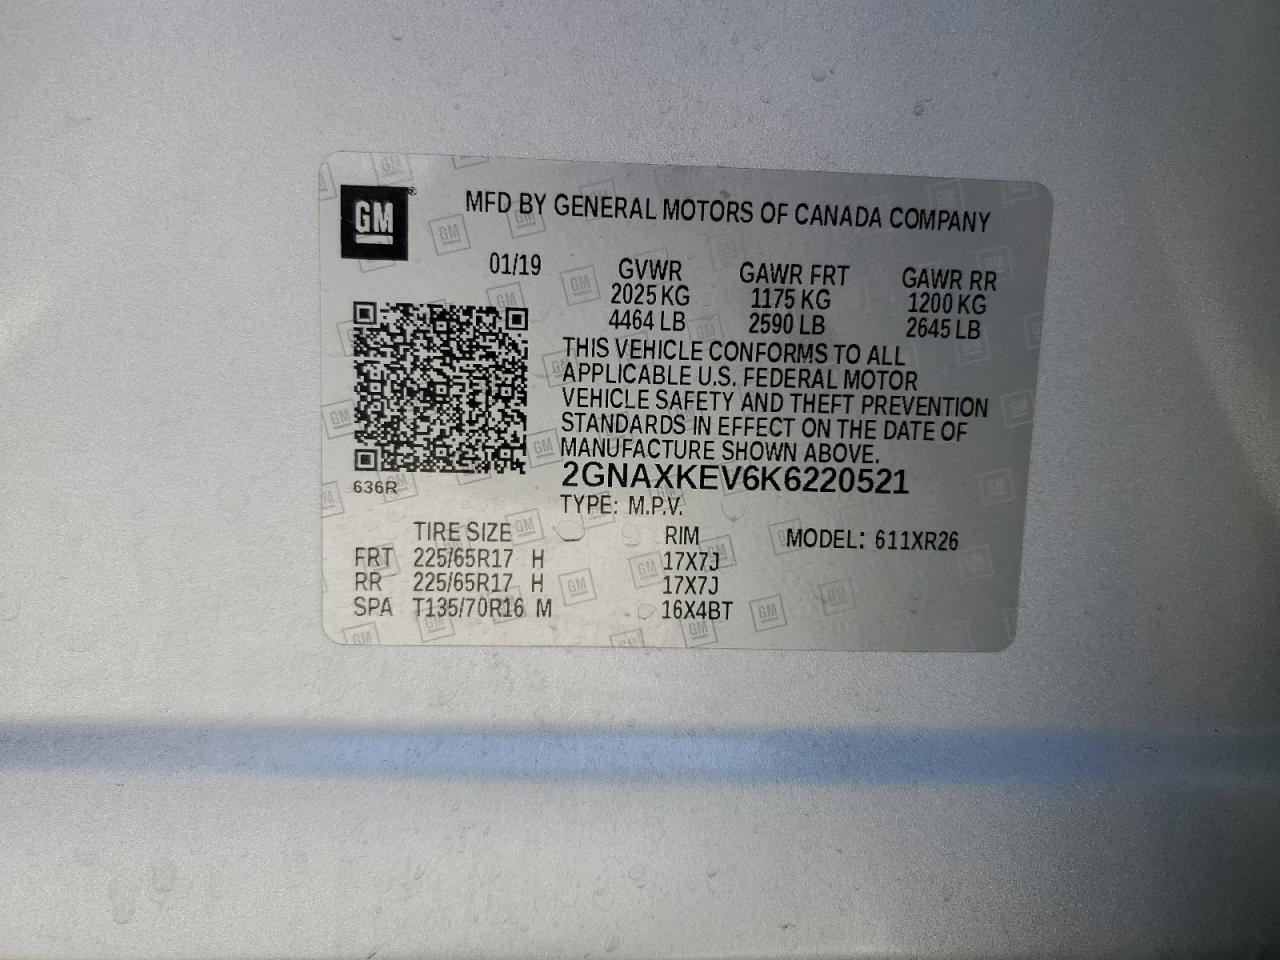 GM®
MFD BY GENERAL MOTORS OF CANADA COMPANY
01/19 GVWR GAWR FRT GAWR RR
2025 KG 1175 KG 1200 KG
4464 LB 2590 LB 2645 LB
THIS VEHICLE CONFORMS TO ALL
APPLICABLE U.S. FEDERAL MOTOR
VEHICLE SAFETY AND THEFT PREVENTION
STANDARDS IN EFFECT ON THE DATE OF
MANUFACTURE SHOWN ABOVE.
2GNAXKEV6K6220521
636R
TYPE: M.P.V.
TIRE SIZE RIM MODEL: 611XR26
FRT 225/65R17 H 17X7J
RR 225/65R17 H 17X7J
SPA T135/70R16 M 16X4BT